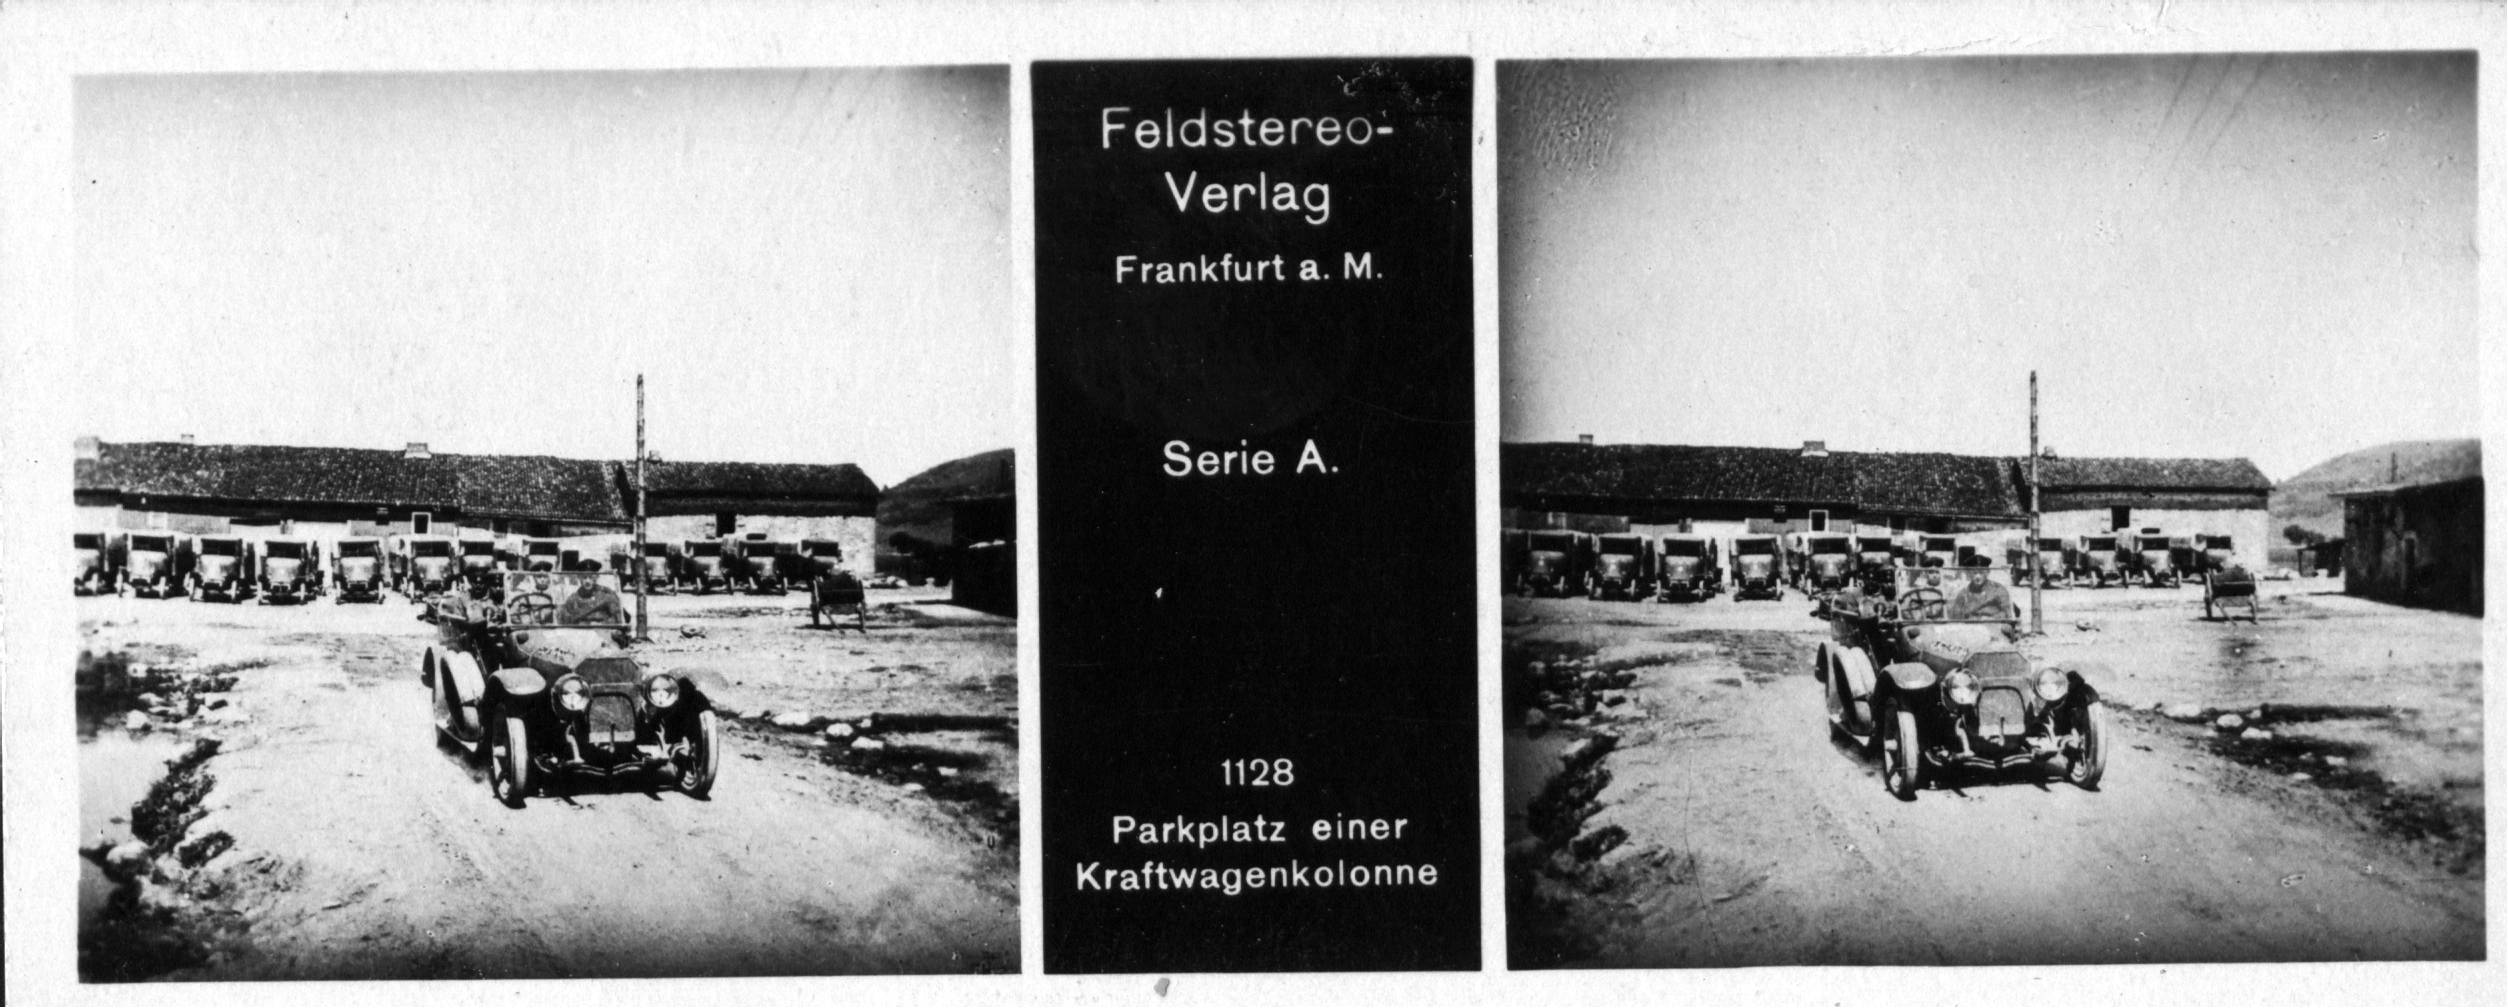 Feldstereo-
Verlag
Frankfurt a. M.
Serie A.
1128
Parkplatz einer
Kraftwagenkolonne